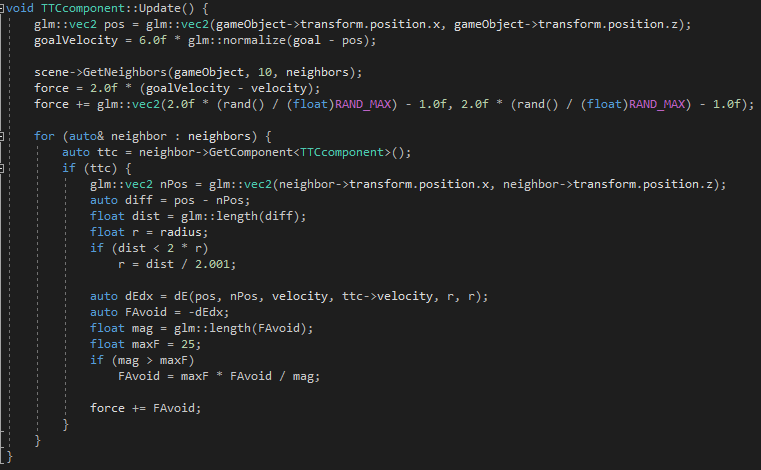 void TTCcomponent::Update() {
glm::vec2 pos = glm::vec2(gameObject->transform.position.x, gameObject->transform.position.z);
goalVelocity = 6.0f * glm::normalize(goal - pos);
scene->GetNeighbors(gameObject, 10, neighbors);
force = 2.0f * (goalVelocity - velocity);
force += glm::vec2(2.0f * (rand() / (float)RAND_MAX) - 1.0f, 2.0f * (rand() / (float)RAND_MAX) - 1.0f);
for (auto& neighbor : neighbors) {
auto ttc = neighbor->GetComponent<TTCcomponent>();
if (ttc) {
glm::vec2 nPos = glm::vec2(neighbor->transform.position.x, neighbor->transform.position.z);
auto diff = pos - nPos;
float dist = glm::length(diff);
float r = radius;
if (dist < 2 * r)
r = dist / 2.001;
auto dEdx = dE(pos, nPos, velocity, ttc->velocity, r, r);
auto FAvoid = -dEdx;
float mag = glm::length(FAvoid);
float maxF = 25;
if (mag > maxF)
FAvoid = maxF * FAvoid / mag;
force += FAvoid;
}
}
}